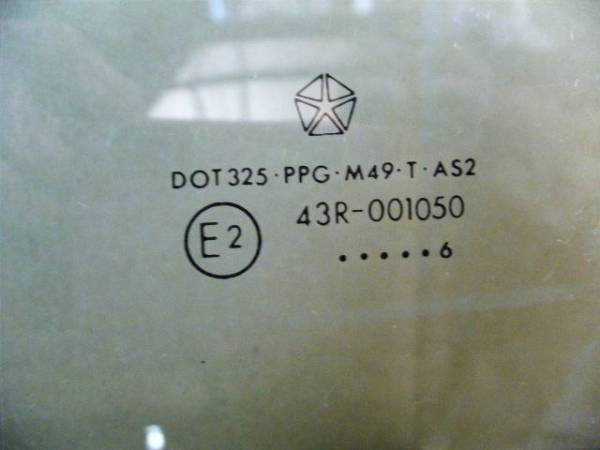 DOT325·PPG·M49·T·AS2
E2 43R-001050
.....6